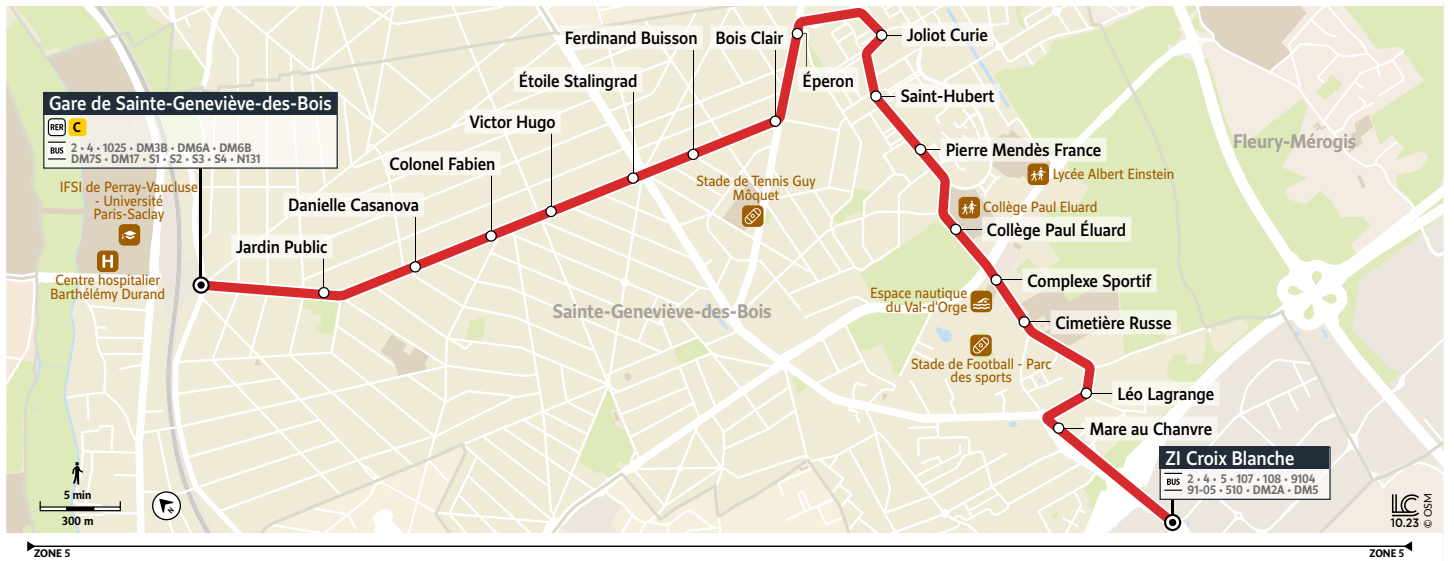 Gare de Sainte-Geneviève-des-Bois
RER C
BUS 2 • 4 • 1025 • DM3B • DM6A • DM6B
DM7S • DM17 • S1 • S2 • S3 • S4 • N131
IFSI de Perray-Vaucluse
- Université
Paris-Saclay
H
Centre hospitalier
Barthélémy Durand
Jardin Public
Danielle Casanova
Colonel Fabien
Victor Hugo
Étoile Stalingrad
Ferdinand Buisson
Bois Clair
Éperon
Joliot Curie
Saint-Hubert
Pierre Mendès France
Lycée Albert Einstein
Collège Paul Eluard
Collège Paul Éluard
Complexe Sportif
Espace nautique
du Val-d'Orge
Cimetière Russe
Stade de Football - Parc
des sports
Léo Lagrange
Mare au Chanvre
ZI Croix Blanche
BUS 2 • 4 • 5 • 107 • 108 • 9104
91-05 • 510 • DM2A • DM5
Stade de Tennis Guy
Môquet
Sainte-Geneviève-des-Bois
Fleury-Mérogis
5 min
300 m
N
LC
10.23
© OSM
ZONE 5
ZONE 5